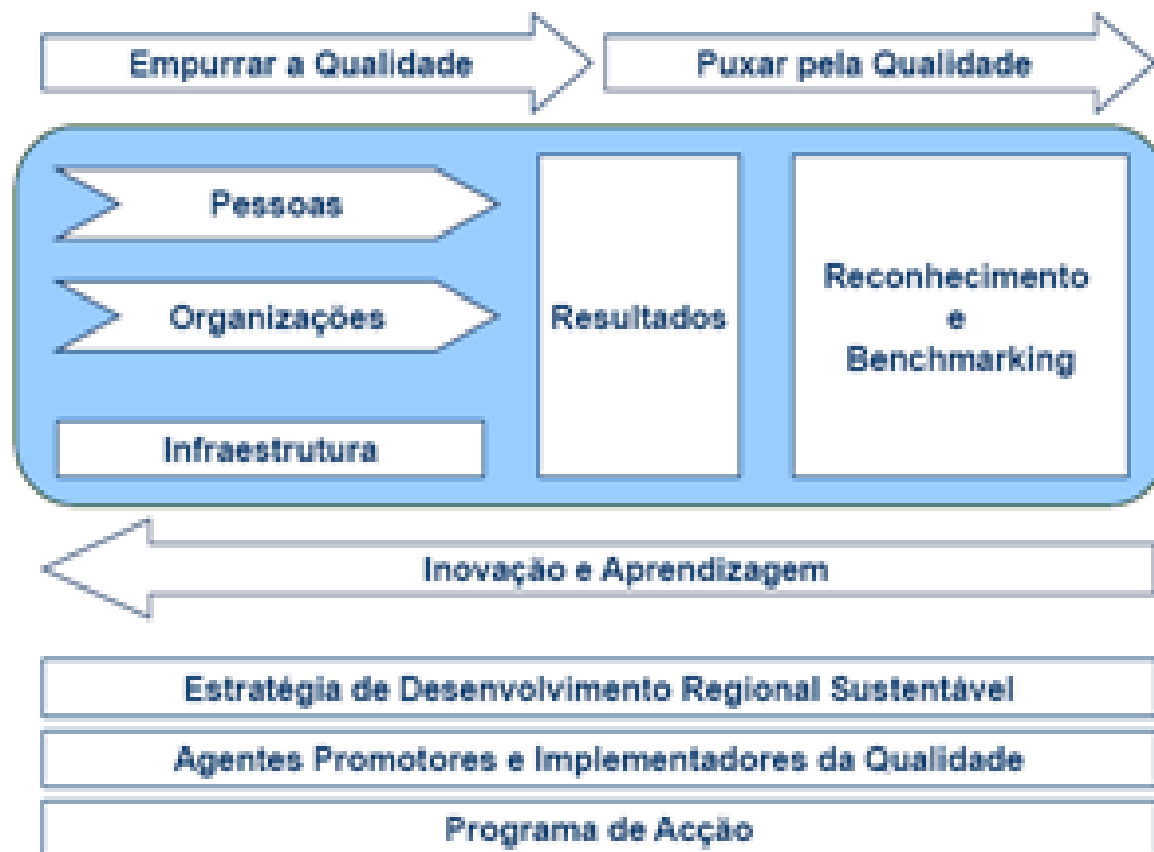 Empurrar a Qualidade
Puxar pela Qualidade
Pessoas
Organizações
Infraestrutura
Resultados
Reconhecimento
e
Benchmarking
Inovação e Aprendizagem
Estratégia de Desenvolvimento Regional Sustentável
Agentes Promotores e Implementadores da Qualidade
Programa de Acção